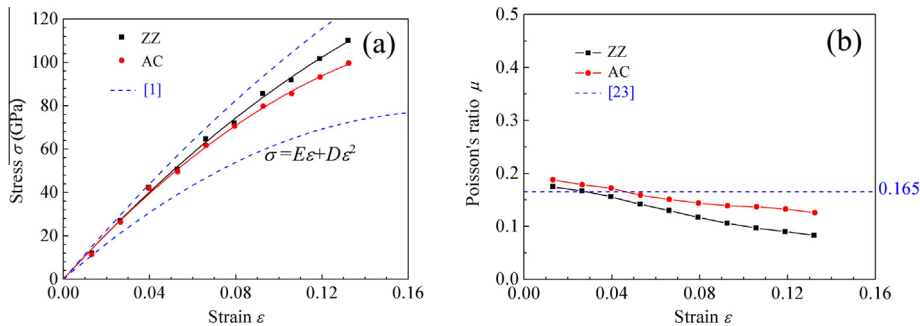 (a)
ZZ
AC
[1]
σ=Eε+Dε²
Stress σ (GPa)
120
100
80
60
40
20
0
0.00 0.04 0.08 0.12 0.16
Strain ε
(b)
ZZ
AC
[23]
0.165
Poisson's ratio μ
0.5
0.4
0.3
0.2
0.1
0.0
0.00 0.04 0.08 0.12 0.16
Strain ε